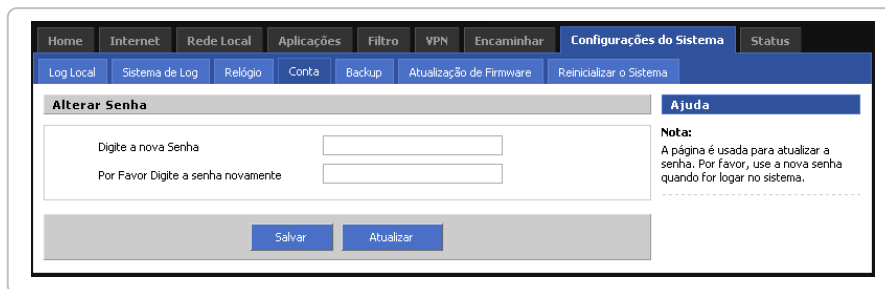 Home Internet Rede Local Aplicações Filtro VPN Encaminhar Configurações do Sistema Status
Log Local Sistema de Log Relógio Conta Backup Atualização de Firmware Reinicializar o Sistema
Alterar Senha
Digite a nova Senha
Por Favor Digite a senha novamente
Salvar Atualizar
Ajuda
Nota:
A página é usada para atualizar a
senha. Por favor, use a nova senha
quando for logar no sistema.